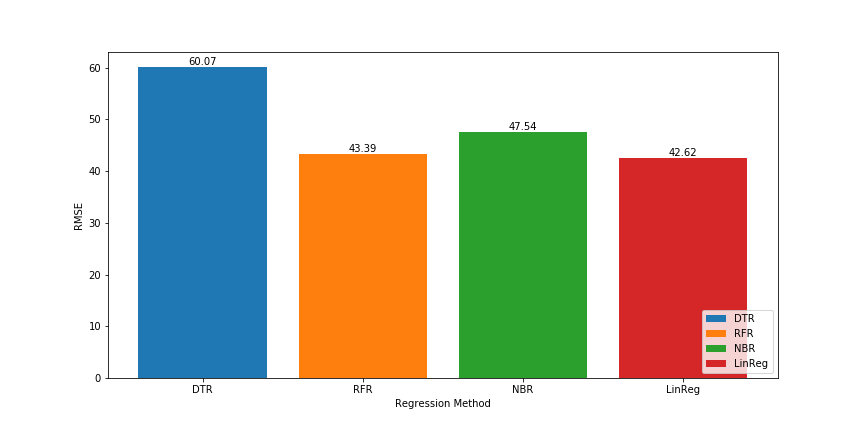 60.07
43.39
47.54
42.62
RMSE
60
50
40
30
20
10
0
DTR
RFR
NBR
LinReg
DTR
RFR
NBR
LinReg
Regression Method